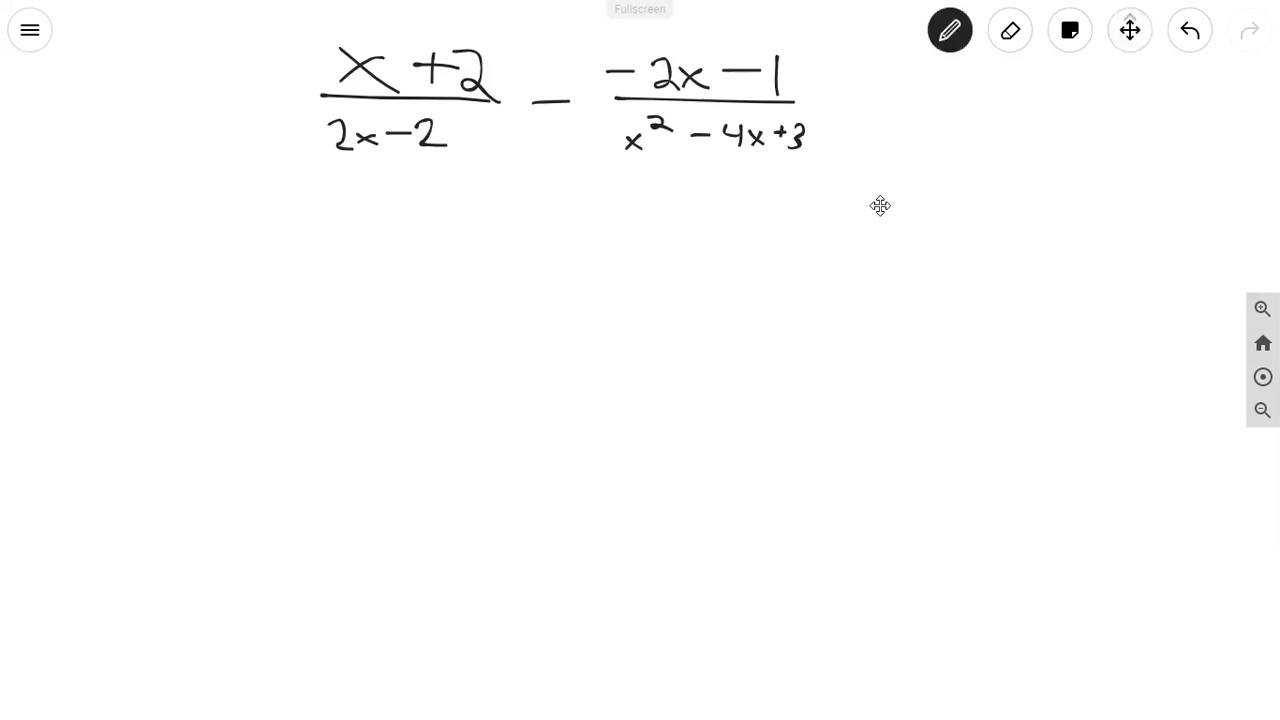 Fullscreen
x + 2 / 2x - 2 - -2x - 1 / x² - 4x + 3